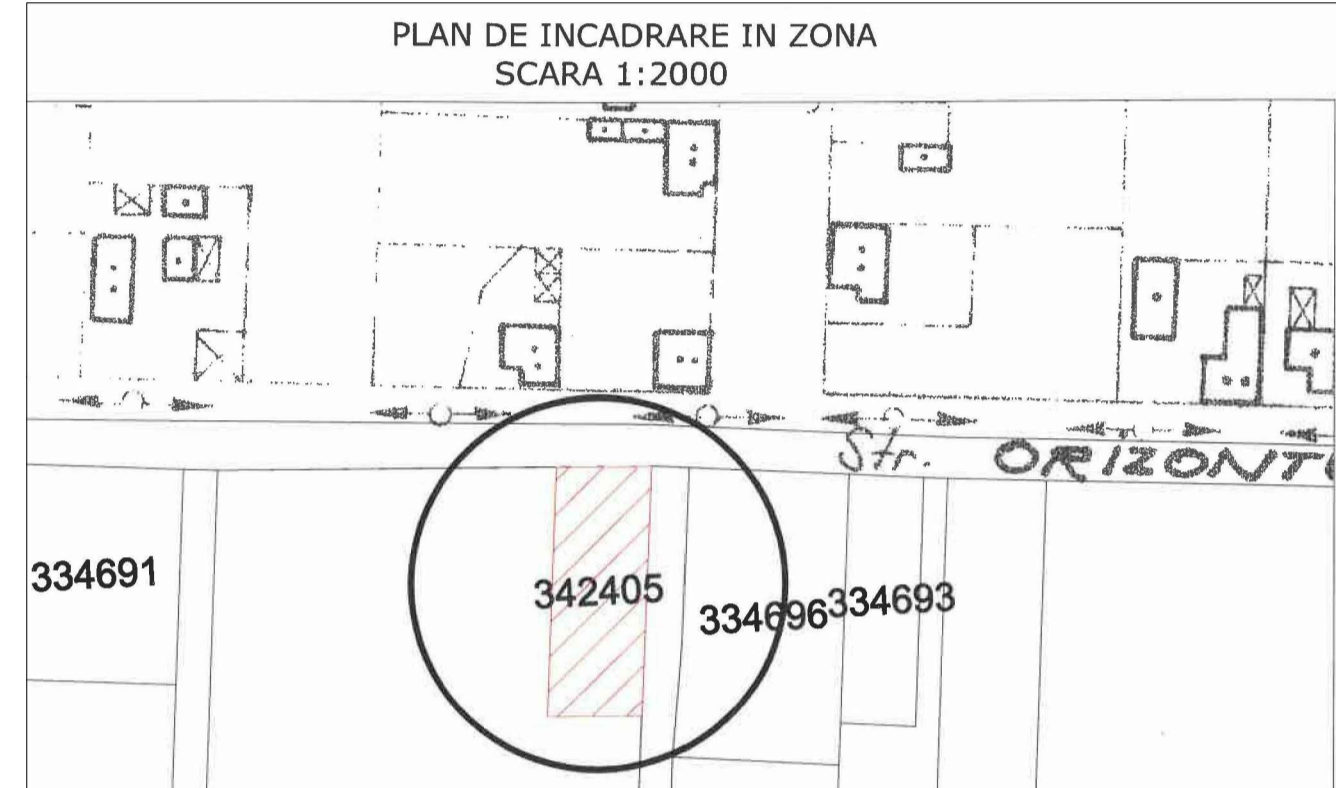 PLAN DE INCADRARE IN ZONA
SCARA 1:2000
Str. ORIZONT
334691
342405
334696
334693